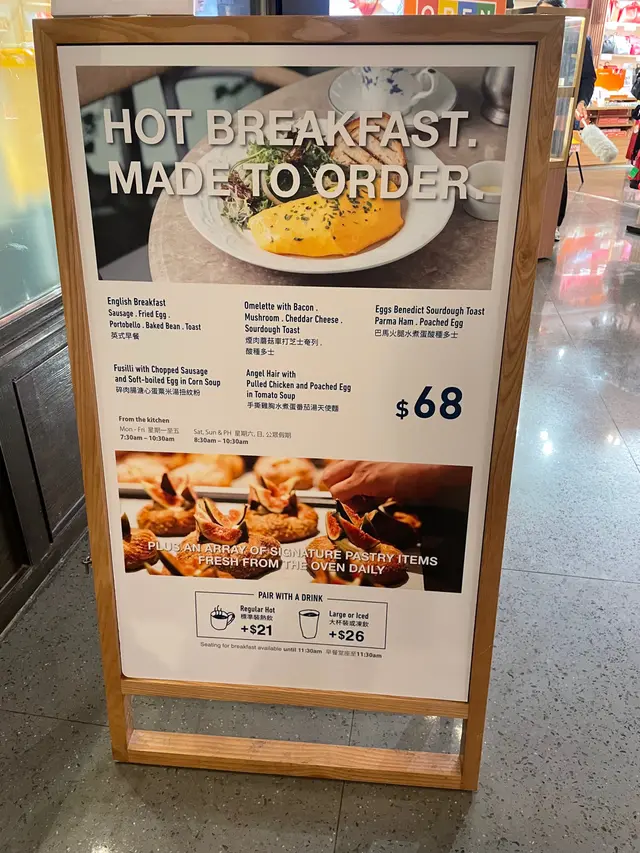 OPEN
HOT BREAKFAST.
MADE TO ORDER.
English Breakfast
Sausage . Fried Egg .
Portobello . Baked Bean . Toast
英式早餐
Omelette with Bacon .
Mushroom . Cheddar Cheese .
Sourdough Toast
煙肉蘑菇車打芝士奄列 .
酸種多士
Eggs Benedict Sourdough Toast
Parma Ham . Poached Egg
巴馬火腿水煮蛋酸種多士
Fusilli with Chopped Sausage
and Soft-boiled Egg in Corn Soup
碎肉腸溏心蛋粟米湯扭紋粉
Angel Hair with
Pulled Chicken and Poached Egg
in Tomato Soup
手撕雞胸水煮蛋番茄湯天使麵
$68
From the kitchen
Mon - Fri 星期一至五
7:30am – 10:30am
Sat, Sun & PH 星期六, 日, 公眾假期
8:30am – 10:30am
PLUS AN ARRAY OF SIGNATURE PASTRY ITEMS
FRESH FROM THE OVEN DAILY
PAIR WITH A DRINK
Regular Hot
標準裝熱飲
+$21
Large or Iced
大杯裝或凍飲
+$26
Seating for breakfast available until 11:30am 早餐堂座至11:30am